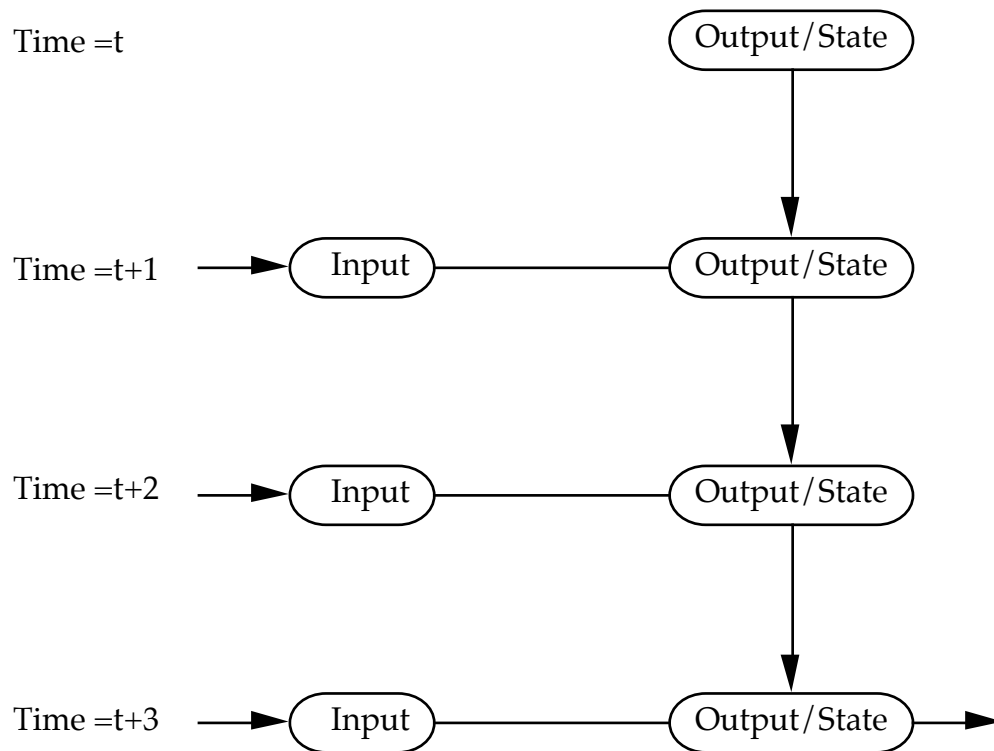 Time =t Output/State
Time =t+1 Input Output/State
Time =t+2 Input Output/State
Time =t+3 Input Output/State